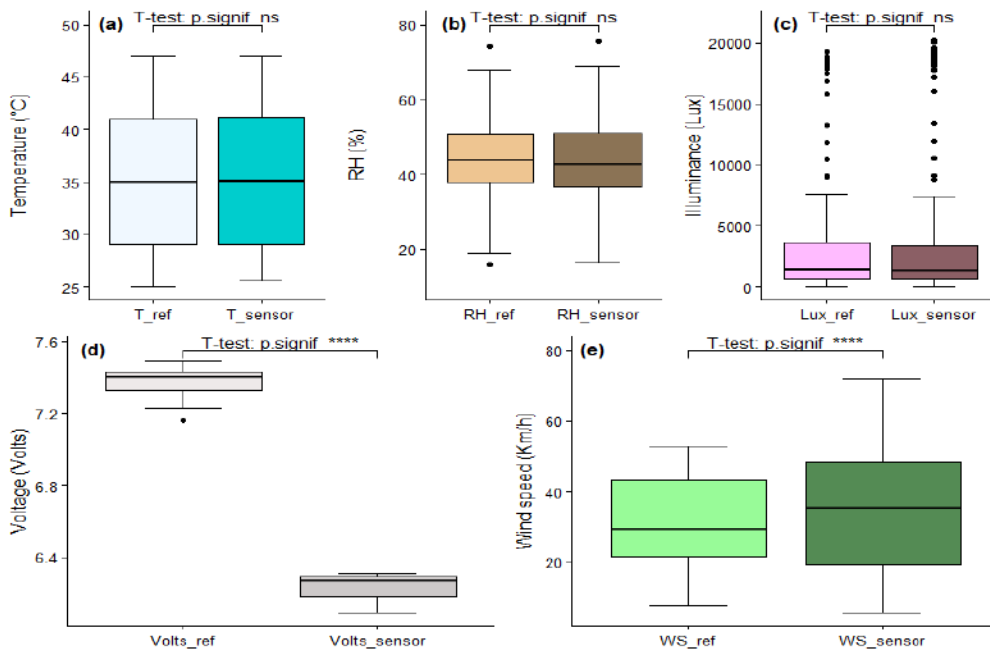 (a)
T-test: p.signif ns
Temperature (°C)
50
45
40
35
30
25
T_ref
T_sensor
(b)
T-test: p.signif ns
RH (%)
80
60
40
20
RH_ref
RH_sensor
(c)
T-test: p.signif ns
Illuminance (Lux)
20000
15000
10000
5000
0
Lux_ref
Lux_sensor
(d)
T-test: p.signif ****
Voltage (Volts)
7.6
7.2
6.8
6.4
Volts_ref
Volts_sensor
(e)
T-test: p.signif ****
Wind speed (Km/h)
80
60
40
20
WS_ref
WS_sensor